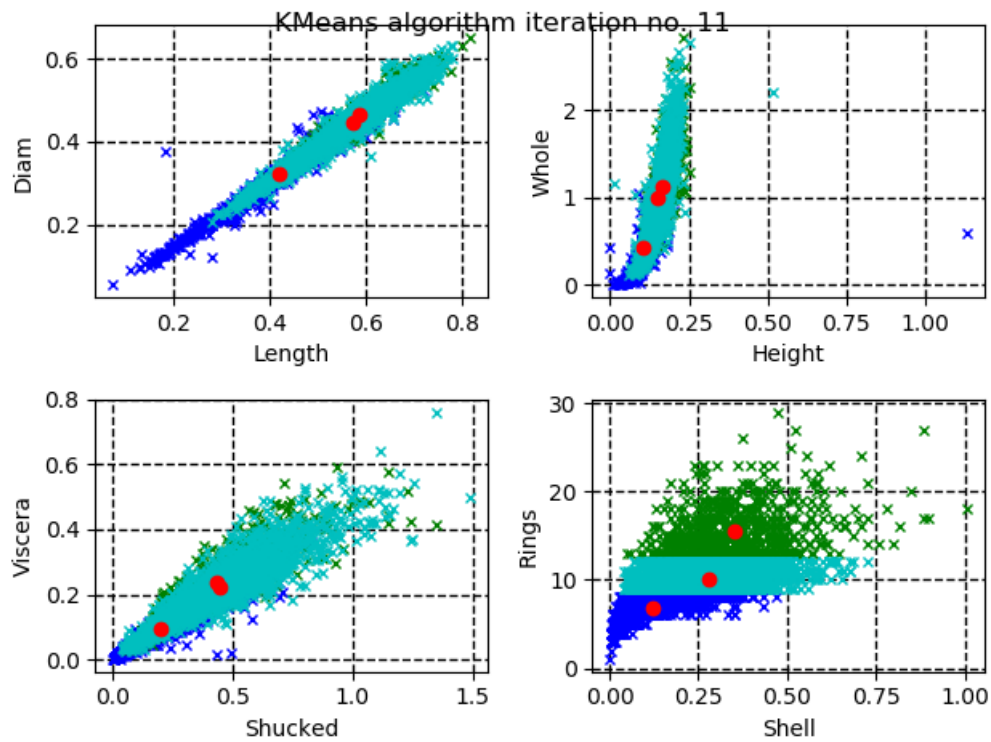 KMeans algorithm iteration no. 11
0.6
0.4
0.2
Diam
0.2 0.4 0.6 0.8
Length
2
1
0
Whole
0.00 0.25 0.50 0.75 1.00
Height
0.8
0.6
0.4
0.2
0.0
Viscera
0.0 0.5 1.0 1.5
Shucked
30
20
10
0
Rings
0.00 0.25 0.50 0.75 1.00
Shell